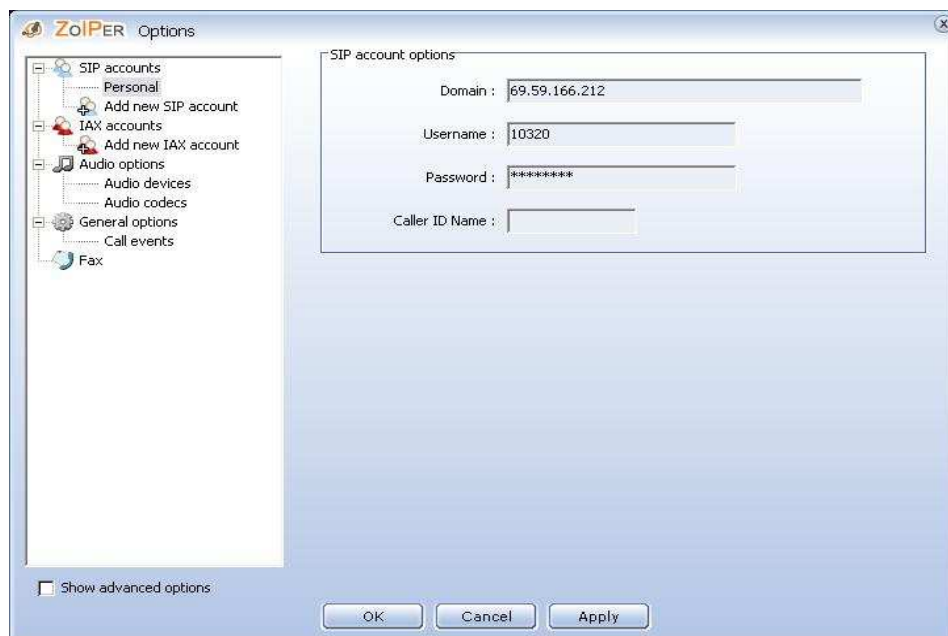 ZOIPER Options
SIP accounts
Personal
Add new SIP account
IAX accounts
Add new IAX account
Audio options
Audio devices
Audio codecs
General options
Call events
Fax
SIP account options
Domain : 69.59.166.212
Username : 10320
Password : ********
Caller ID Name :
Show advanced options
OK Cancel Apply